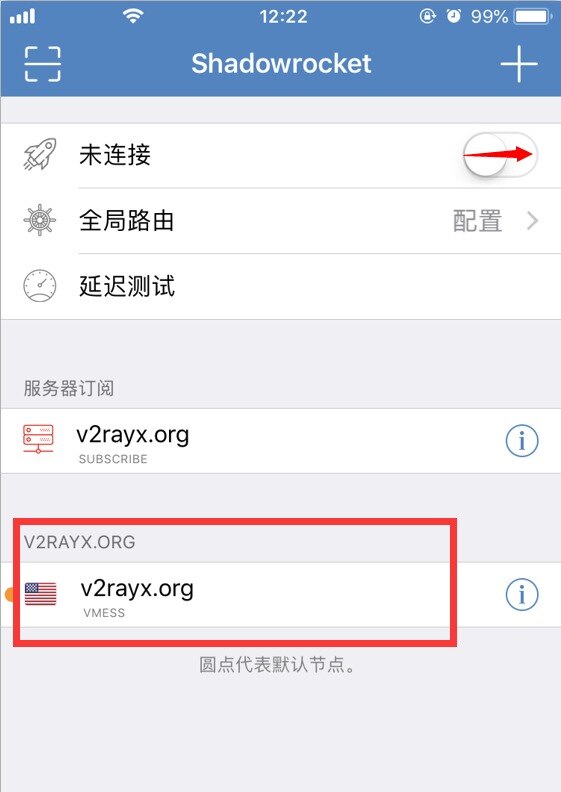 12:22
99%
Shadowrocket
未连接
全局路由
配置
延迟测试
服务器订阅
v2rayx.org
SUBSCRIBE
V2RAYX.ORG
v2rayx.org
VMESS
圆点代表默认节点。